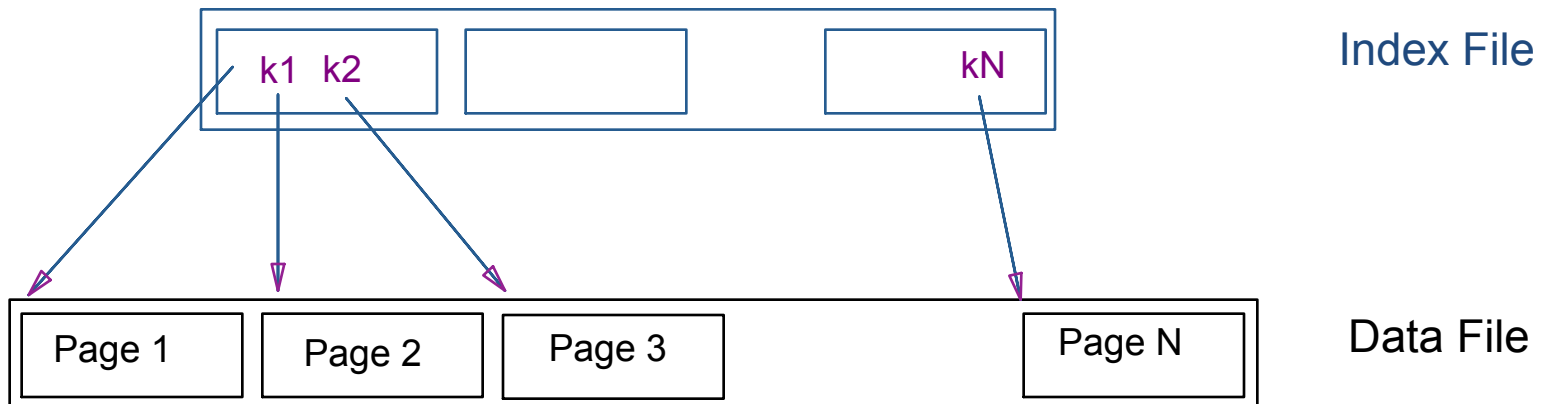 k1 k2 kN Index File
Page 1 Page 2 Page 3 Page N Data File